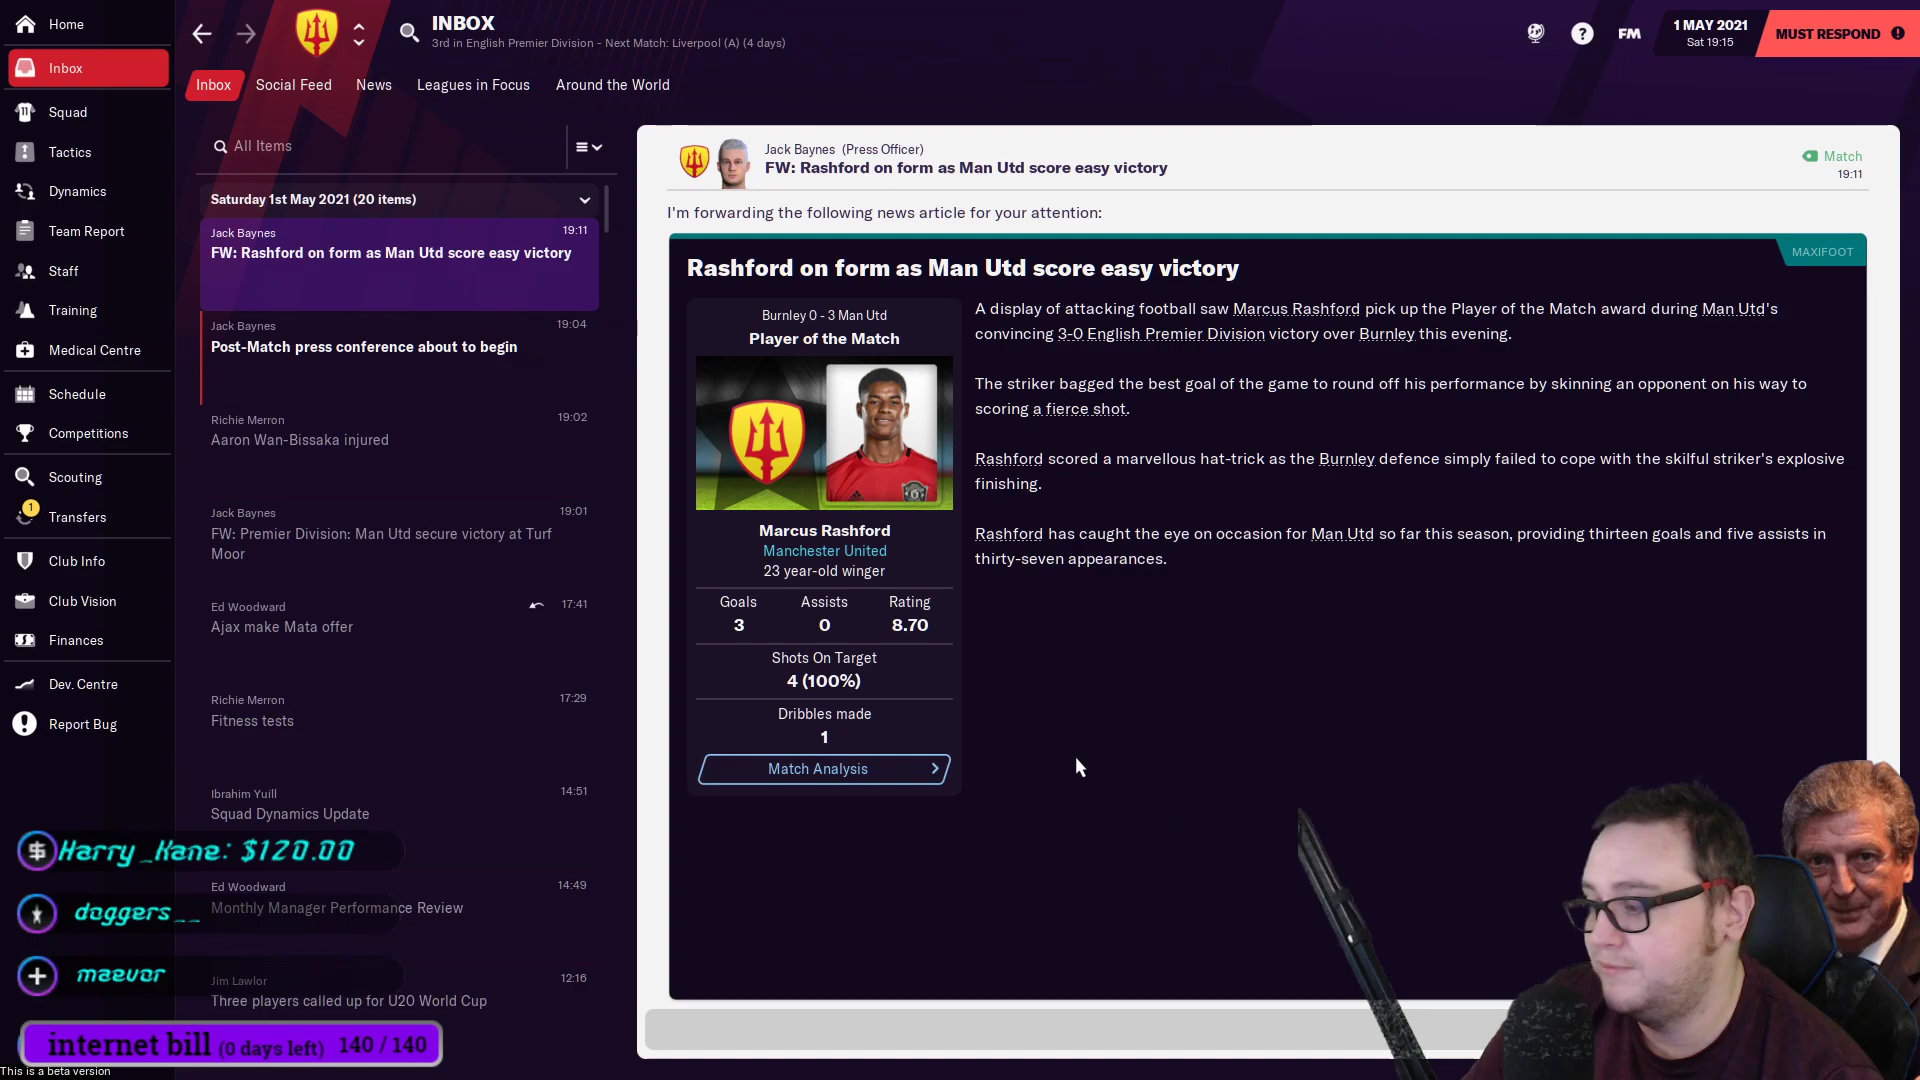 Home
Inbox
Squad
Tactics
Dynamics
Team Report
Staff
Training
Medical Centre
Schedule
Competitions
Scouting
1
Transfers
Club Info
Club Vision
Finances
Dev. Centre
Report Bug
INBOX
3rd in English Premier Division - Next Match: Liverpool (A) (4 days)
?
FM
1 MAY 2021
Sat 19:15
MUST RESPOND
Inbox
Social Feed
News
Leagues in Focus
Around the World
All Items
Saturday 1st May 2021 (20 items)
Jack Baynes 19:11
FW: Rashford on form as Man Utd score easy victory
Jack Baynes 19:04
Post-Match press conference about to begin
Richie Merron 19:02
Aaron Wan-Bissaka injured
Jack Baynes 19:01
FW: Premier Division: Man Utd secure victory at Turf
Moor
Ed Woodward 17:41
Ajax make Mata offer
Richie Merron 17:29
Fitness tests
Ibrahim Yuill 14:51
Squad Dynamics Update
Ed Woodward 14:49
Monthly Manager Performance Review
Jim Lawlor 12:16
Three players called up for U20 World Cup
Jack Baynes (Press Officer)
FW: Rashford on form as Man Utd score easy victory
Match
19:11
I'm forwarding the following news article for your attention:
MAXIFOOT
Rashford on form as Man Utd score easy victory
Burnley 0 - 3 Man Utd
Player of the Match
Marcus Rashford
Manchester United
23 year-old winger
Goals Assists Rating
3 0 8.70
Shots On Target
4 (100%)
Dribbles made
1
Match Analysis
A display of attacking football saw Marcus Rashford pick up the Player of the Match award during Man Utd's
convincing 3-0 English Premier Division victory over Burnley this evening.
The striker bagged the best goal of the game to round off his performance by skinning an opponent on his way to
scoring a fierce shot.
Rashford scored a marvellous hat-trick as the Burnley defence simply failed to cope with the skilful striker's explosive
finishing.
Rashford has caught the eye on occasion for Man Utd so far this season, providing thirteen goals and five assists in
thirty-seven appearances.
Harry_Kane: $120.00
daggers__
maevor
internet bill (0 days left) 140 / 140
This is a beta version